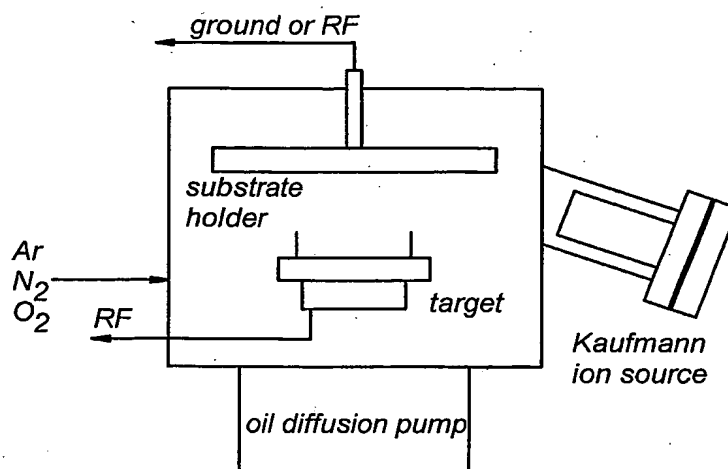 ground or RF
substrate
holder
Ar
N2
O2
RF
target
Kaufmann
ion source
oil diffusion pump